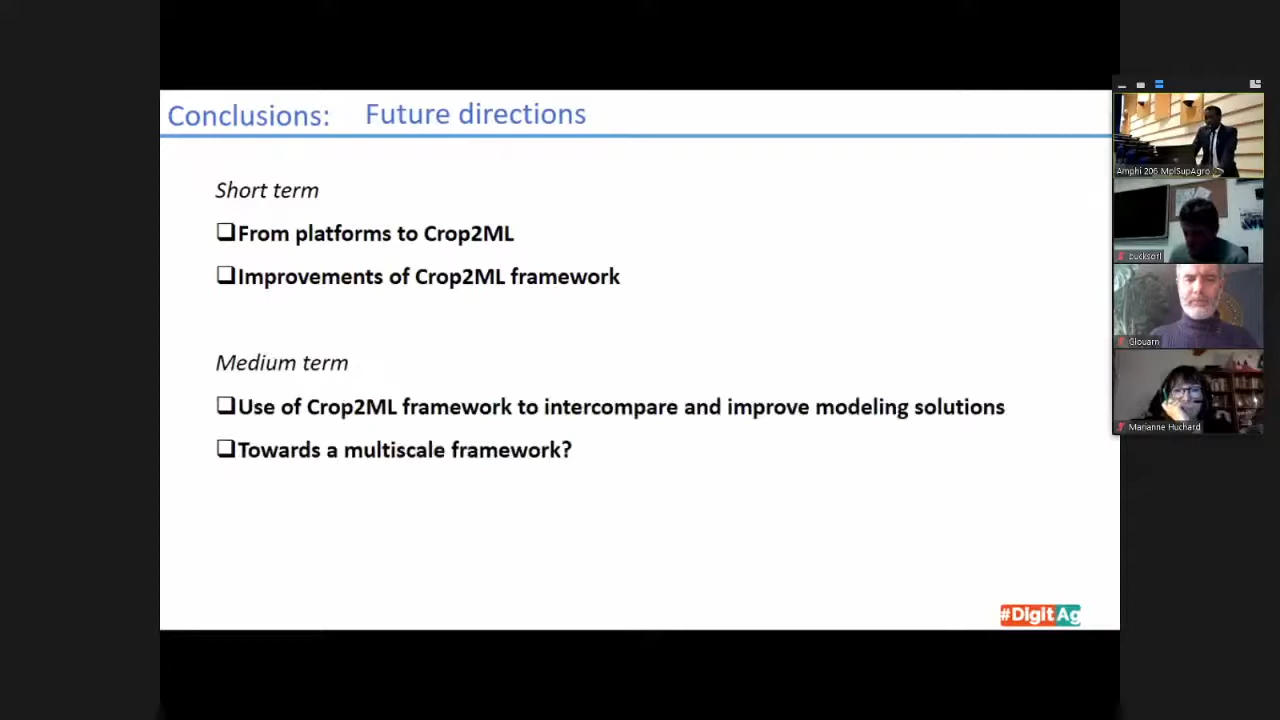 Conclusions: Future directions
Short term
From platforms to Crop2ML
Improvements of Crop2ML framework
Medium term
Use of Crop2ML framework to intercompare and improve modeling solutions
Towards a multiscale framework?
#DigitAg
Amphi 206 MplSupAgro
bucksorl
Glouarn
Marianne Huchard